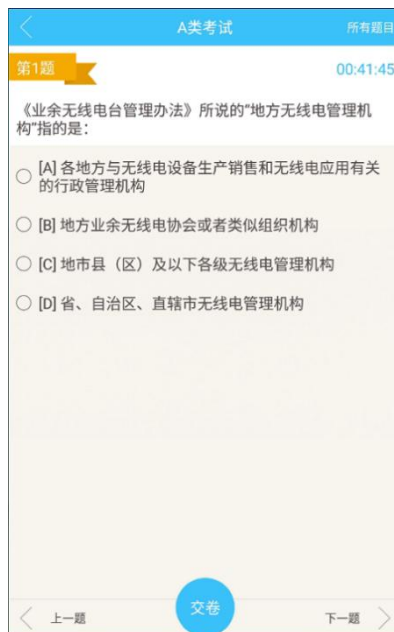 A类考试
所有题目
第1题
00:41:45
《业余无线电台管理办法》所说的“地方无线电管理机
构”指的是：
[A] 各地方与无线电设备生产销售和无线电应用有关
的行政管理机构
[B] 地方业余无线电协会或者类似组织机构
[C] 地市县（区）及以下各级无线电管理机构
[D] 省、自治区、直辖市无线电管理机构
上一题
交卷
下一题